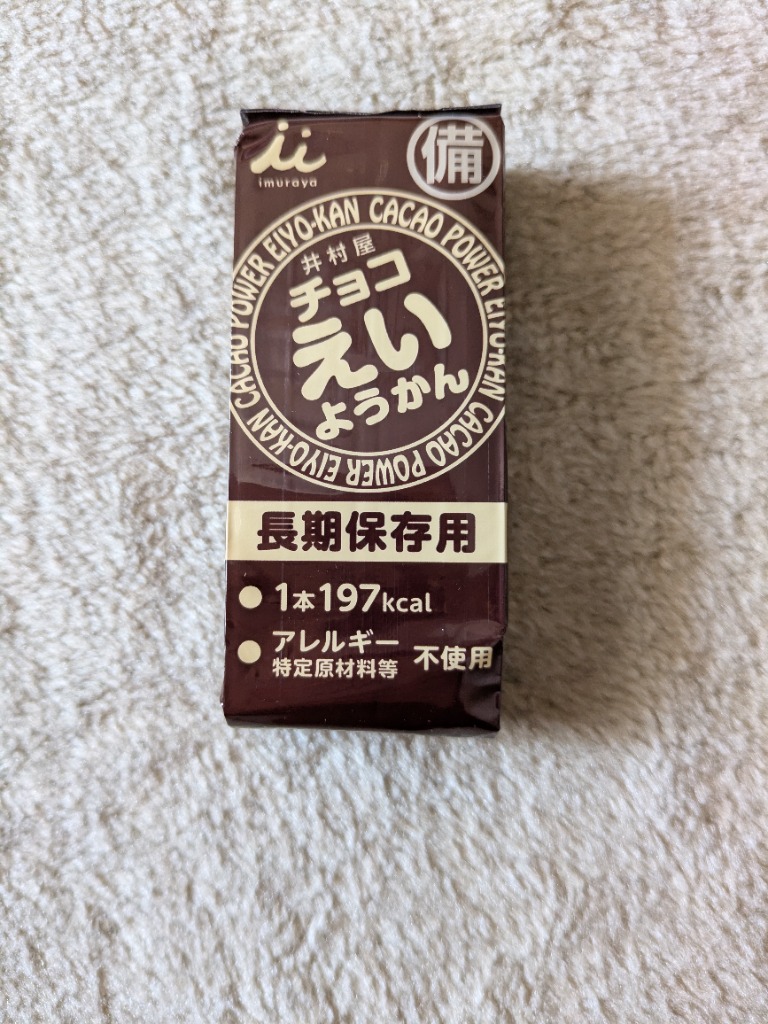 imuraya
備
CACAO POWER EIYO-KAN CACAO POWER EIYO-KAN CACAO POWER EIYO-KAN
井村屋
チョコ
えい
ようかん
長期保存用
●1本197kcal
●アレルギー
特定原材料等 不使用